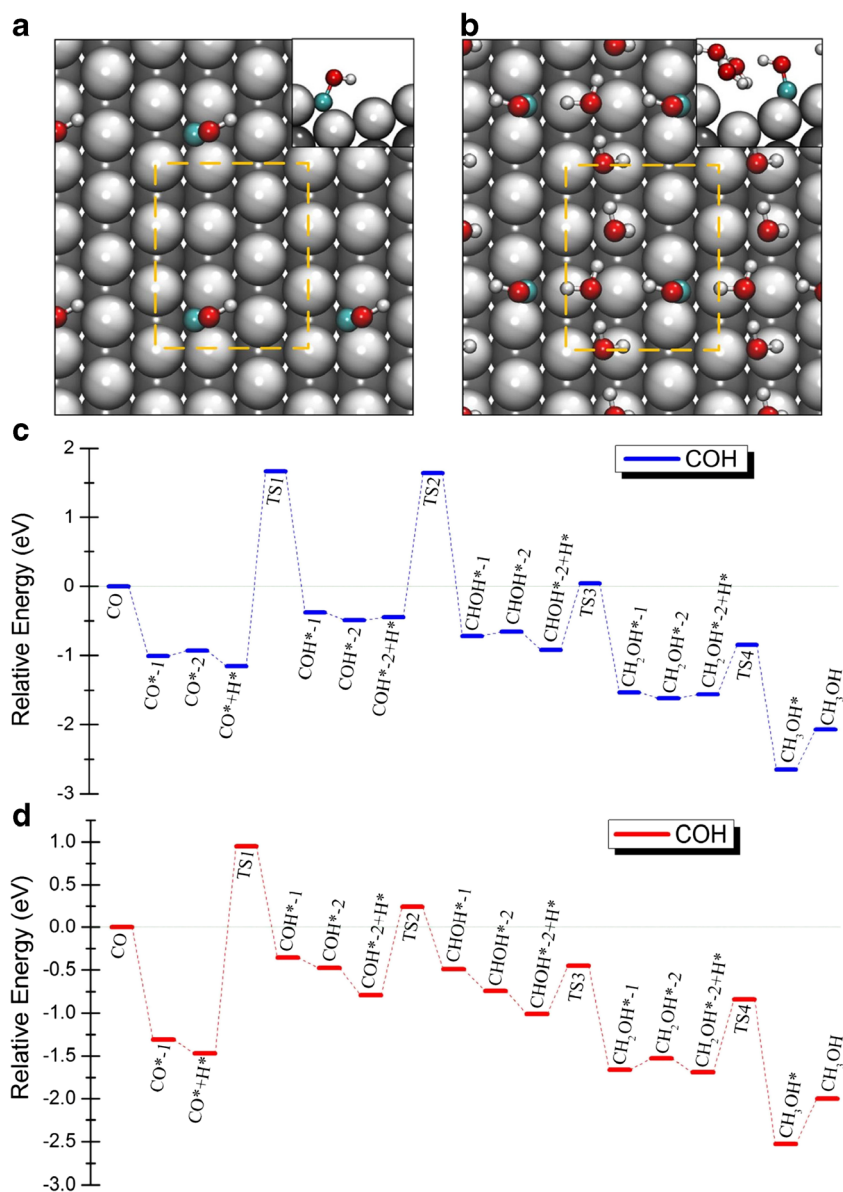 a
b
c
2
1
0
-1
-2
-3
Relative Energy (eV)
COH
CO
CO*-1
CO*-2
CO*+H*
TS1
COH*-1
COH*-2
COH*-2+H*
TS2
CHOH*-1
CHOH*-2
CHOH*-2+H*
TS3
CH₂OH*-1
CH₂OH*-2
CH₂OH*-2+H*
TS4
CH₃OH*
CH₃OH
d
1.0
0.5
0.0
-0.5
-1.0
-1.5
-2.0
-2.5
-3.0
Relative Energy (eV)
COH
CO
CO*-1
CO*+H*
TS1
COH*-1
COH*-2
COH*-2+H*
TS2
CHOH*-1
CHOH*-2
CHOH*-2+H*
TS3
CH₂OH*-1
CH₂OH*-2
CH₂OH*-2+H*
TS4
CH₃OH*
CH₃OH